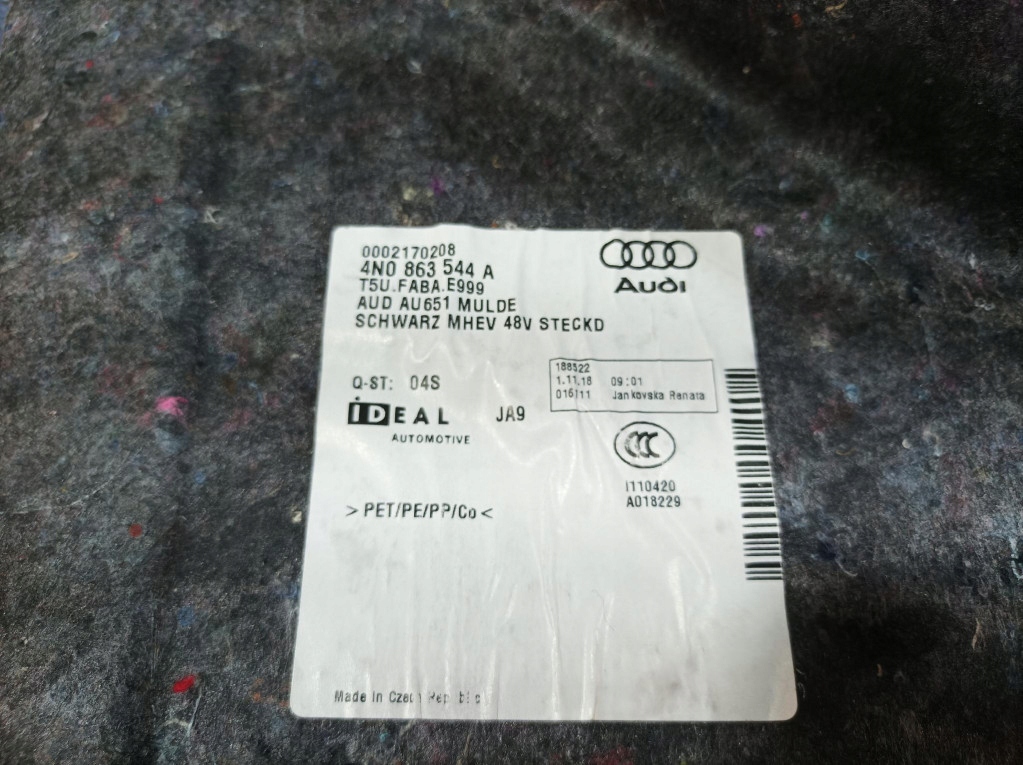 0002170208
4N0 863 544 A
T5U.FABA.E999
AUD AU651 MULDE
SCHWARZ MHEV 48V STECKD
Audi
Q-ST: 04S
188522
1.11.18 09:01
016/11 Jankovska Renata
IDEAL JA9
AUTOMOTIVE
CCC
I110420
A018229
> PET/PE/PP/Co <
Made In Czech Republic